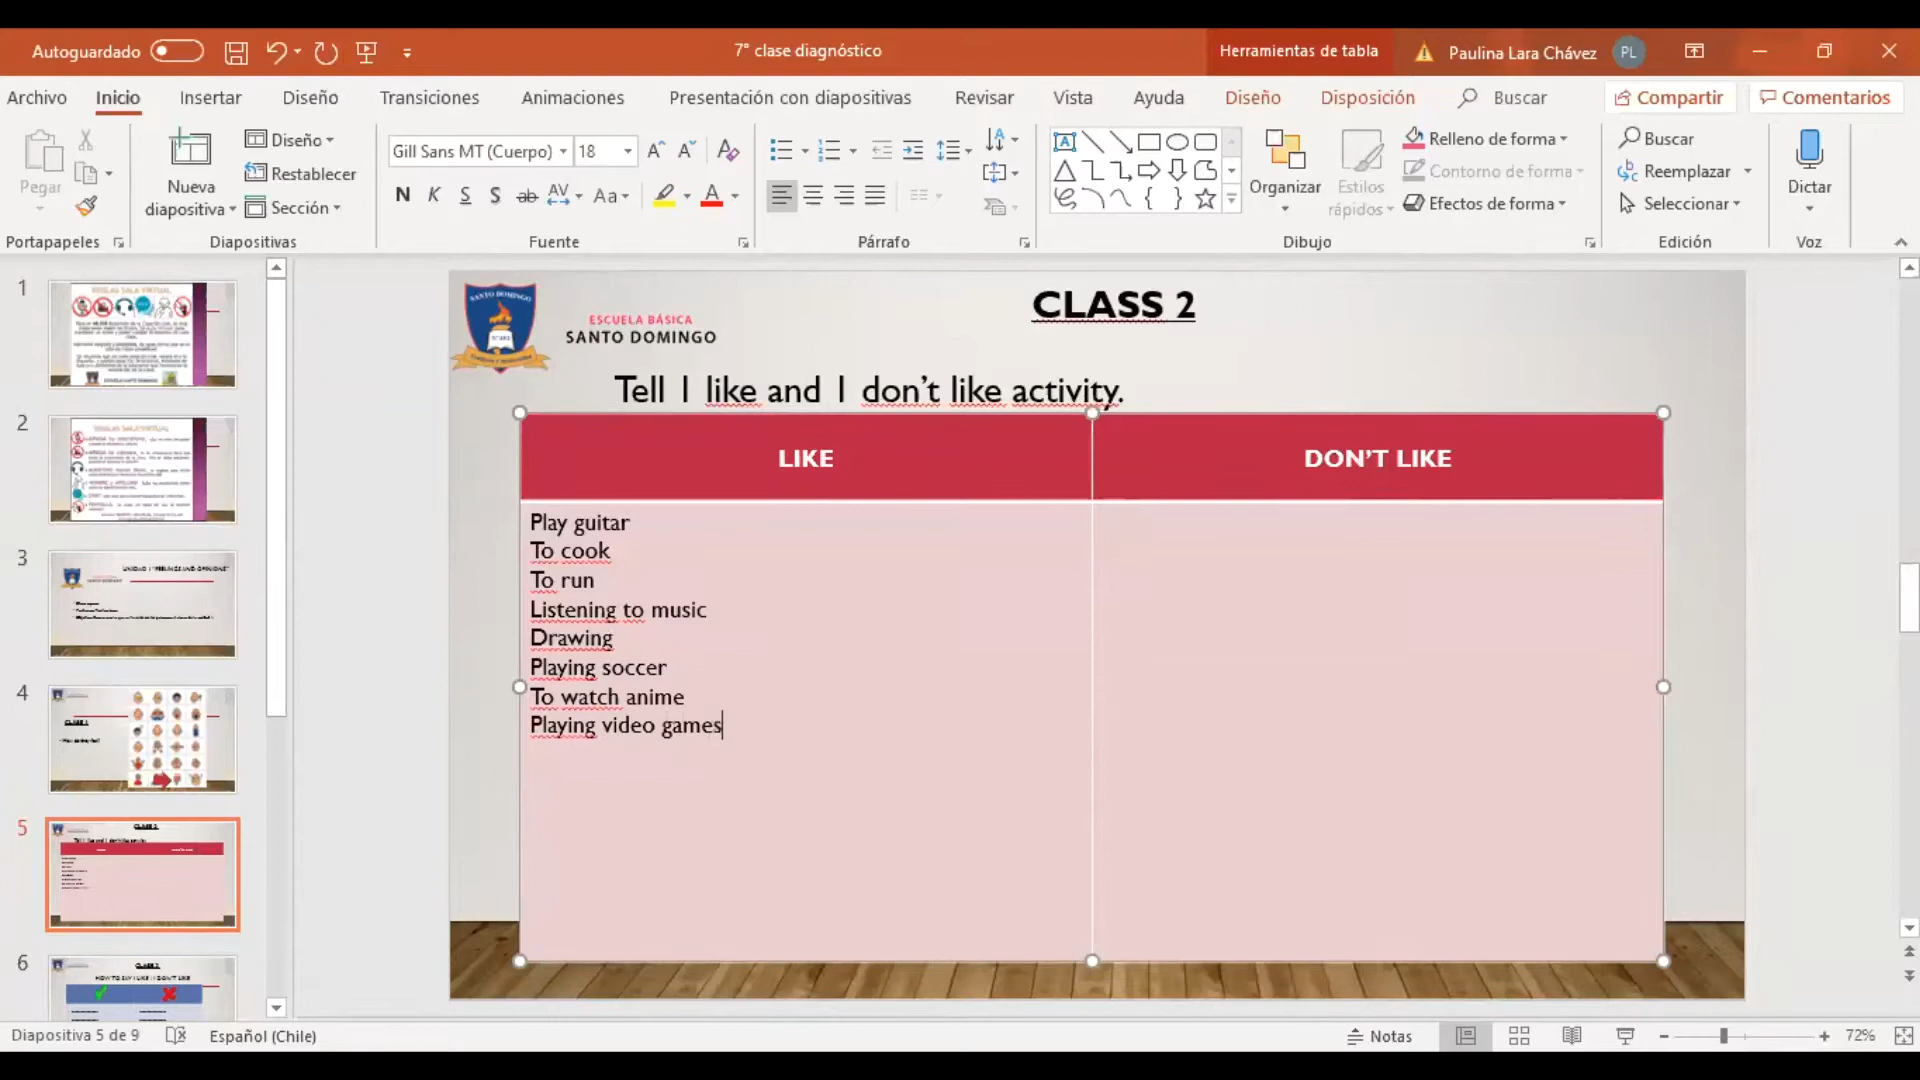 Autoguardado
7° clase diagnóstico
Herramientas de tabla
Paulina Lara Chávez
PL
Archivo Inicio Insertar Diseño Transiciones Animaciones Presentación con diapositivas Revisar Vista Ayuda Diseño Disposición Buscar Compartir Comentarios
Pegar
Nueva diapositiva
Diseño
Restablecer
Sección
Gill Sans MT (Cuerpo) 18
N K S S ab AV Aa A
Organizar
Estilos rápidos
Relleno de forma
Contorno de forma
Efectos de forma
Buscar
Reemplazar
Seleccionar
Dictar
Portapapeles Diapositivas Fuente Párrafo Dibujo Edición Voz
1
2
3
4
5
6
SANTO DOMINGO
ESCUELA BÁSICA
SANTO DOMINGO
CLASS 2
Tell I like and I don't like activity.
LIKE DON'T LIKE
Play guitar
To cook
To run
Listening to music
Drawing
Playing soccer
To watch anime
Playing video games
Diapositiva 5 de 9 Español (Chile) Notas 72%